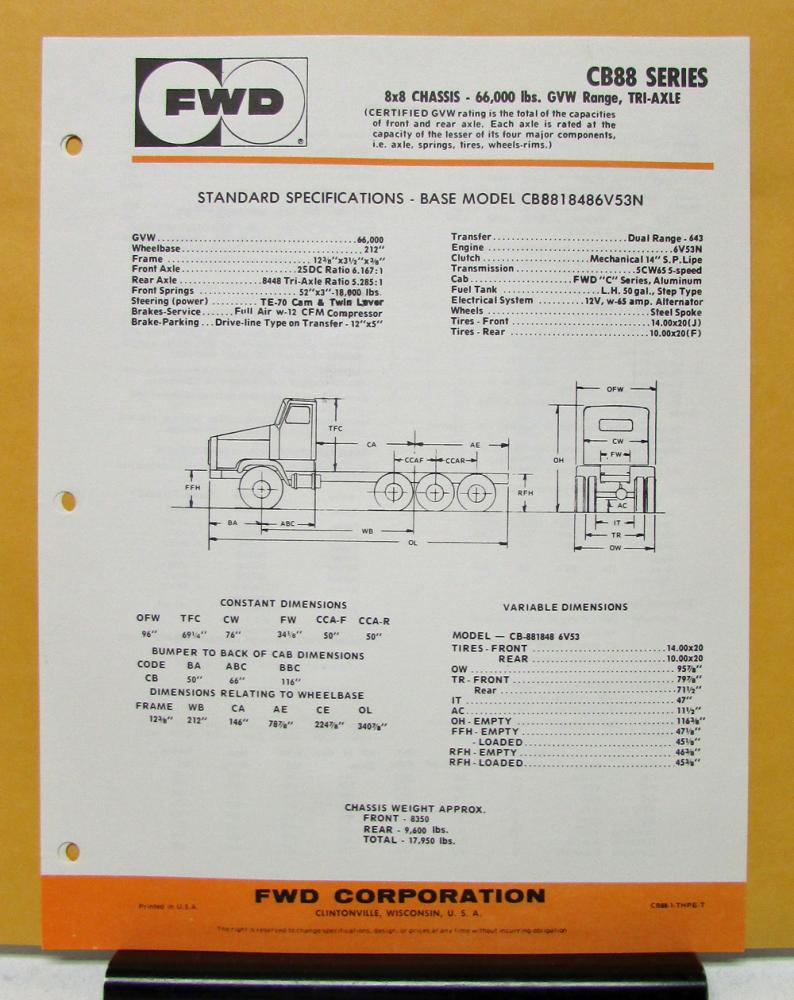 FWD
®
CB88 SERIES
8x8 CHASSIS - 66,000 lbs. GVW Range, TRI-AXLE
(CERTIFIED GVW rating is the total of the capacities
of front and rear axle. Each axle is rated at the
capacity of the lesser of its four major components,
i.e. axle, springs, tires, wheels-rims.)
STANDARD SPECIFICATIONS - BASE MODEL CB8818486V53N
GVW 66,000
Wheelbase 212"
Frame 12⅜"x3½"x⅜"
Front Axle 25DC Ratio 6.167:1
Rear Axle 8448 Tri-Axle Ratio 5.285:1
Front Springs 52"x3"-18,000 Lbs.
Steering (power) TE-70 Cam & Twin Lever
Brakes-Service Full Air w-12 CFM Compressor
Brake-Parking ... Drive-line Type on Transfer - 12"x5"
Transfer Dual Range - 643
Engine 6V53N
Clutch Mechanical 14" S.P. Lipe
Transmission 5CW65 5-speed
Cab FWD "C" Series, Aluminum
Fuel Tank L.H. 50 gal., Step Type
Electrical System 12V, w-65 amp. Alternator
Wheels Steel Spoke
Tires - Front 14.00x20(J)
Tires - Rear 10.00x20(F)
OFW
TFC
CA
AE
CCAF
CCAR
OH
CW
FW
FFH
RFH
AC
BA
ABC
WB
OL
IT
TR
OW
CONSTANT DIMENSIONS
OFW TFC CW FW CCA-F CCA-R
96" 69¼" 76" 34⅛" 50" 50"
BUMPER TO BACK OF CAB DIMENSIONS
CODE BA ABC BBC
CB 50" 66" 116"
DIMENSIONS RELATING TO WHEELBASE
FRAME WB CA AE CE OL
12⅜" 212" 146" 78⅞" 224⅞" 340⅞"
VARIABLE DIMENSIONS
MODEL — CB-881848 6V53
TIRES - FRONT 14.00x20
REAR 10.00x20
OW 95⅞"
TR - FRONT 79⅞"
Rear 71½"
IT 47"
AC 11½"
OH - EMPTY 116⅜"
FFH - EMPTY 47⅛"
- LOADED 45⅛"
RFH - EMPTY 46⅜"
RFH - LOADED 45⅜"
CHASSIS WEIGHT APPROX.
FRONT - 8350
REAR - 9,600 lbs.
TOTAL - 17,950 lbs.
FWD CORPORATION
Printed in U.S.A.
CLINTONVILLE, WISCONSIN, U. S. A.
CB88-1-THPE-7
The right is reserved to change specifications, design, or prices at any time without incurring obligation